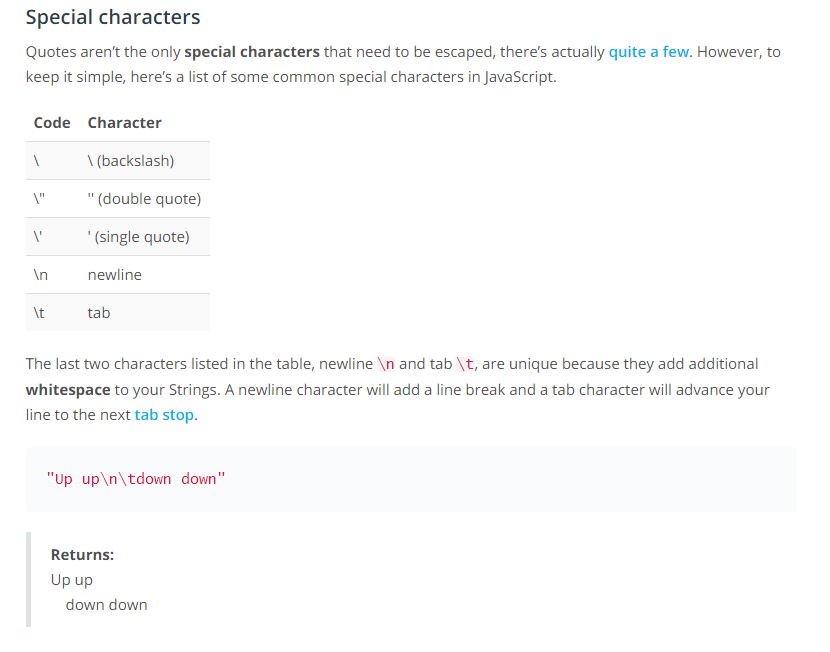 Special characters
Quotes aren’t the only special characters that need to be escaped, there’s actually quite a few. However, to
keep it simple, here’s a list of some common special characters in JavaScript.
Code Character
\ \ (backslash)
\" " (double quote)
\' ' (single quote)
\n newline
\t tab
The last two characters listed in the table, newline \n and tab \t, are unique because they add additional
whitespace to your Strings. A newline character will add a line break and a tab character will advance your
line to the next tab stop.
"Up up\n\tdown down"
Returns:
Up up
down down